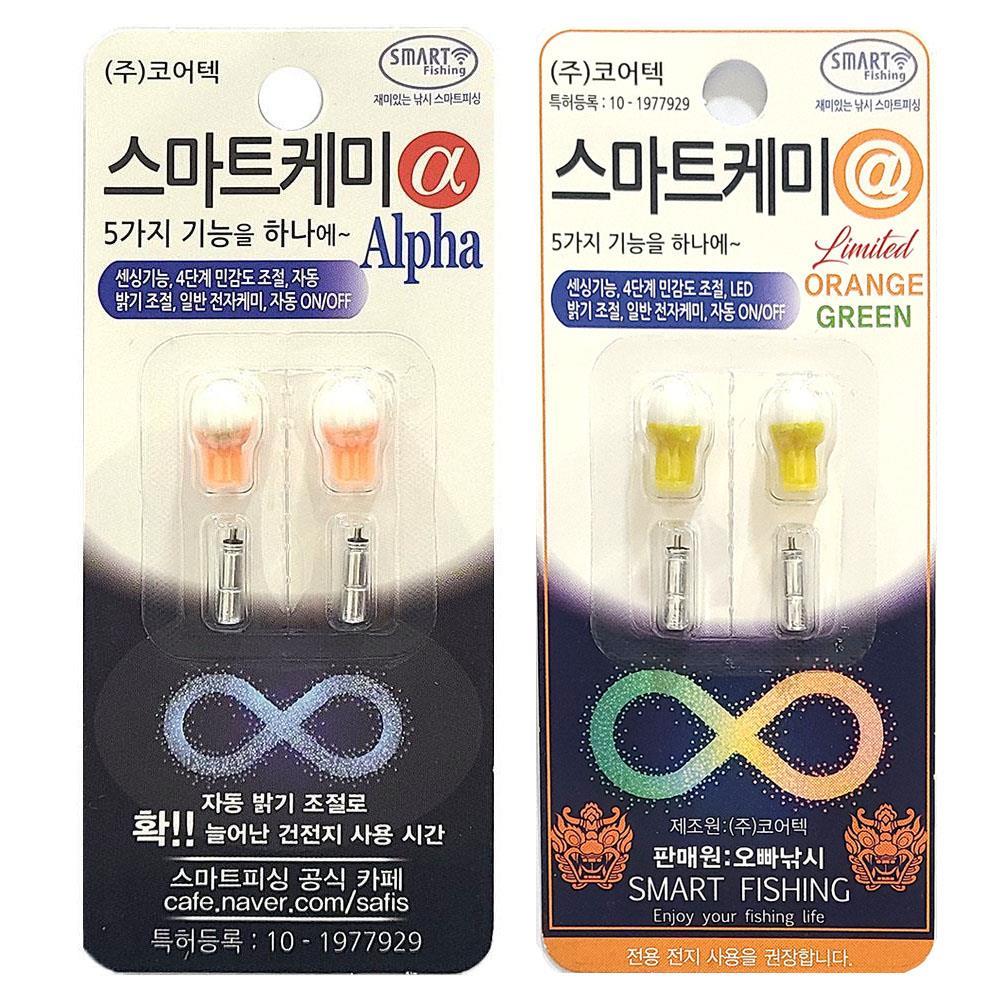 (주)코어텍
SMART
Fishing
재미있는 낚시 스마트피싱
스마트케미 α
5가지 기능을 하나에~
Alpha
센싱기능, 4단계 민감도 조절, 자동
밝기 조절, 일반 전자케미, 자동 ON/OFF
자동 밝기 조절로
확!! 늘어난 건전지 사용 시간
스마트피싱 공식 카페
cafe.naver.com/safis
특허등록 : 10 - 1977929
(주)코어텍
특허등록 : 10 - 1977929
SMART
Fishing
재미있는 낚시 스마트피싱
스마트케미 @
5가지 기능을 하나에~
Limited
ORANGE
GREEN
센싱기능, 4단계 민감도 조절, LED
밝기 조절, 일반 전자케미, 자동 ON/OFF
제조원:(주)코어텍
판매원:오빠낚시
SMART FISHING
Enjoy your fishing life
전용 전지 사용을 권장합니다.